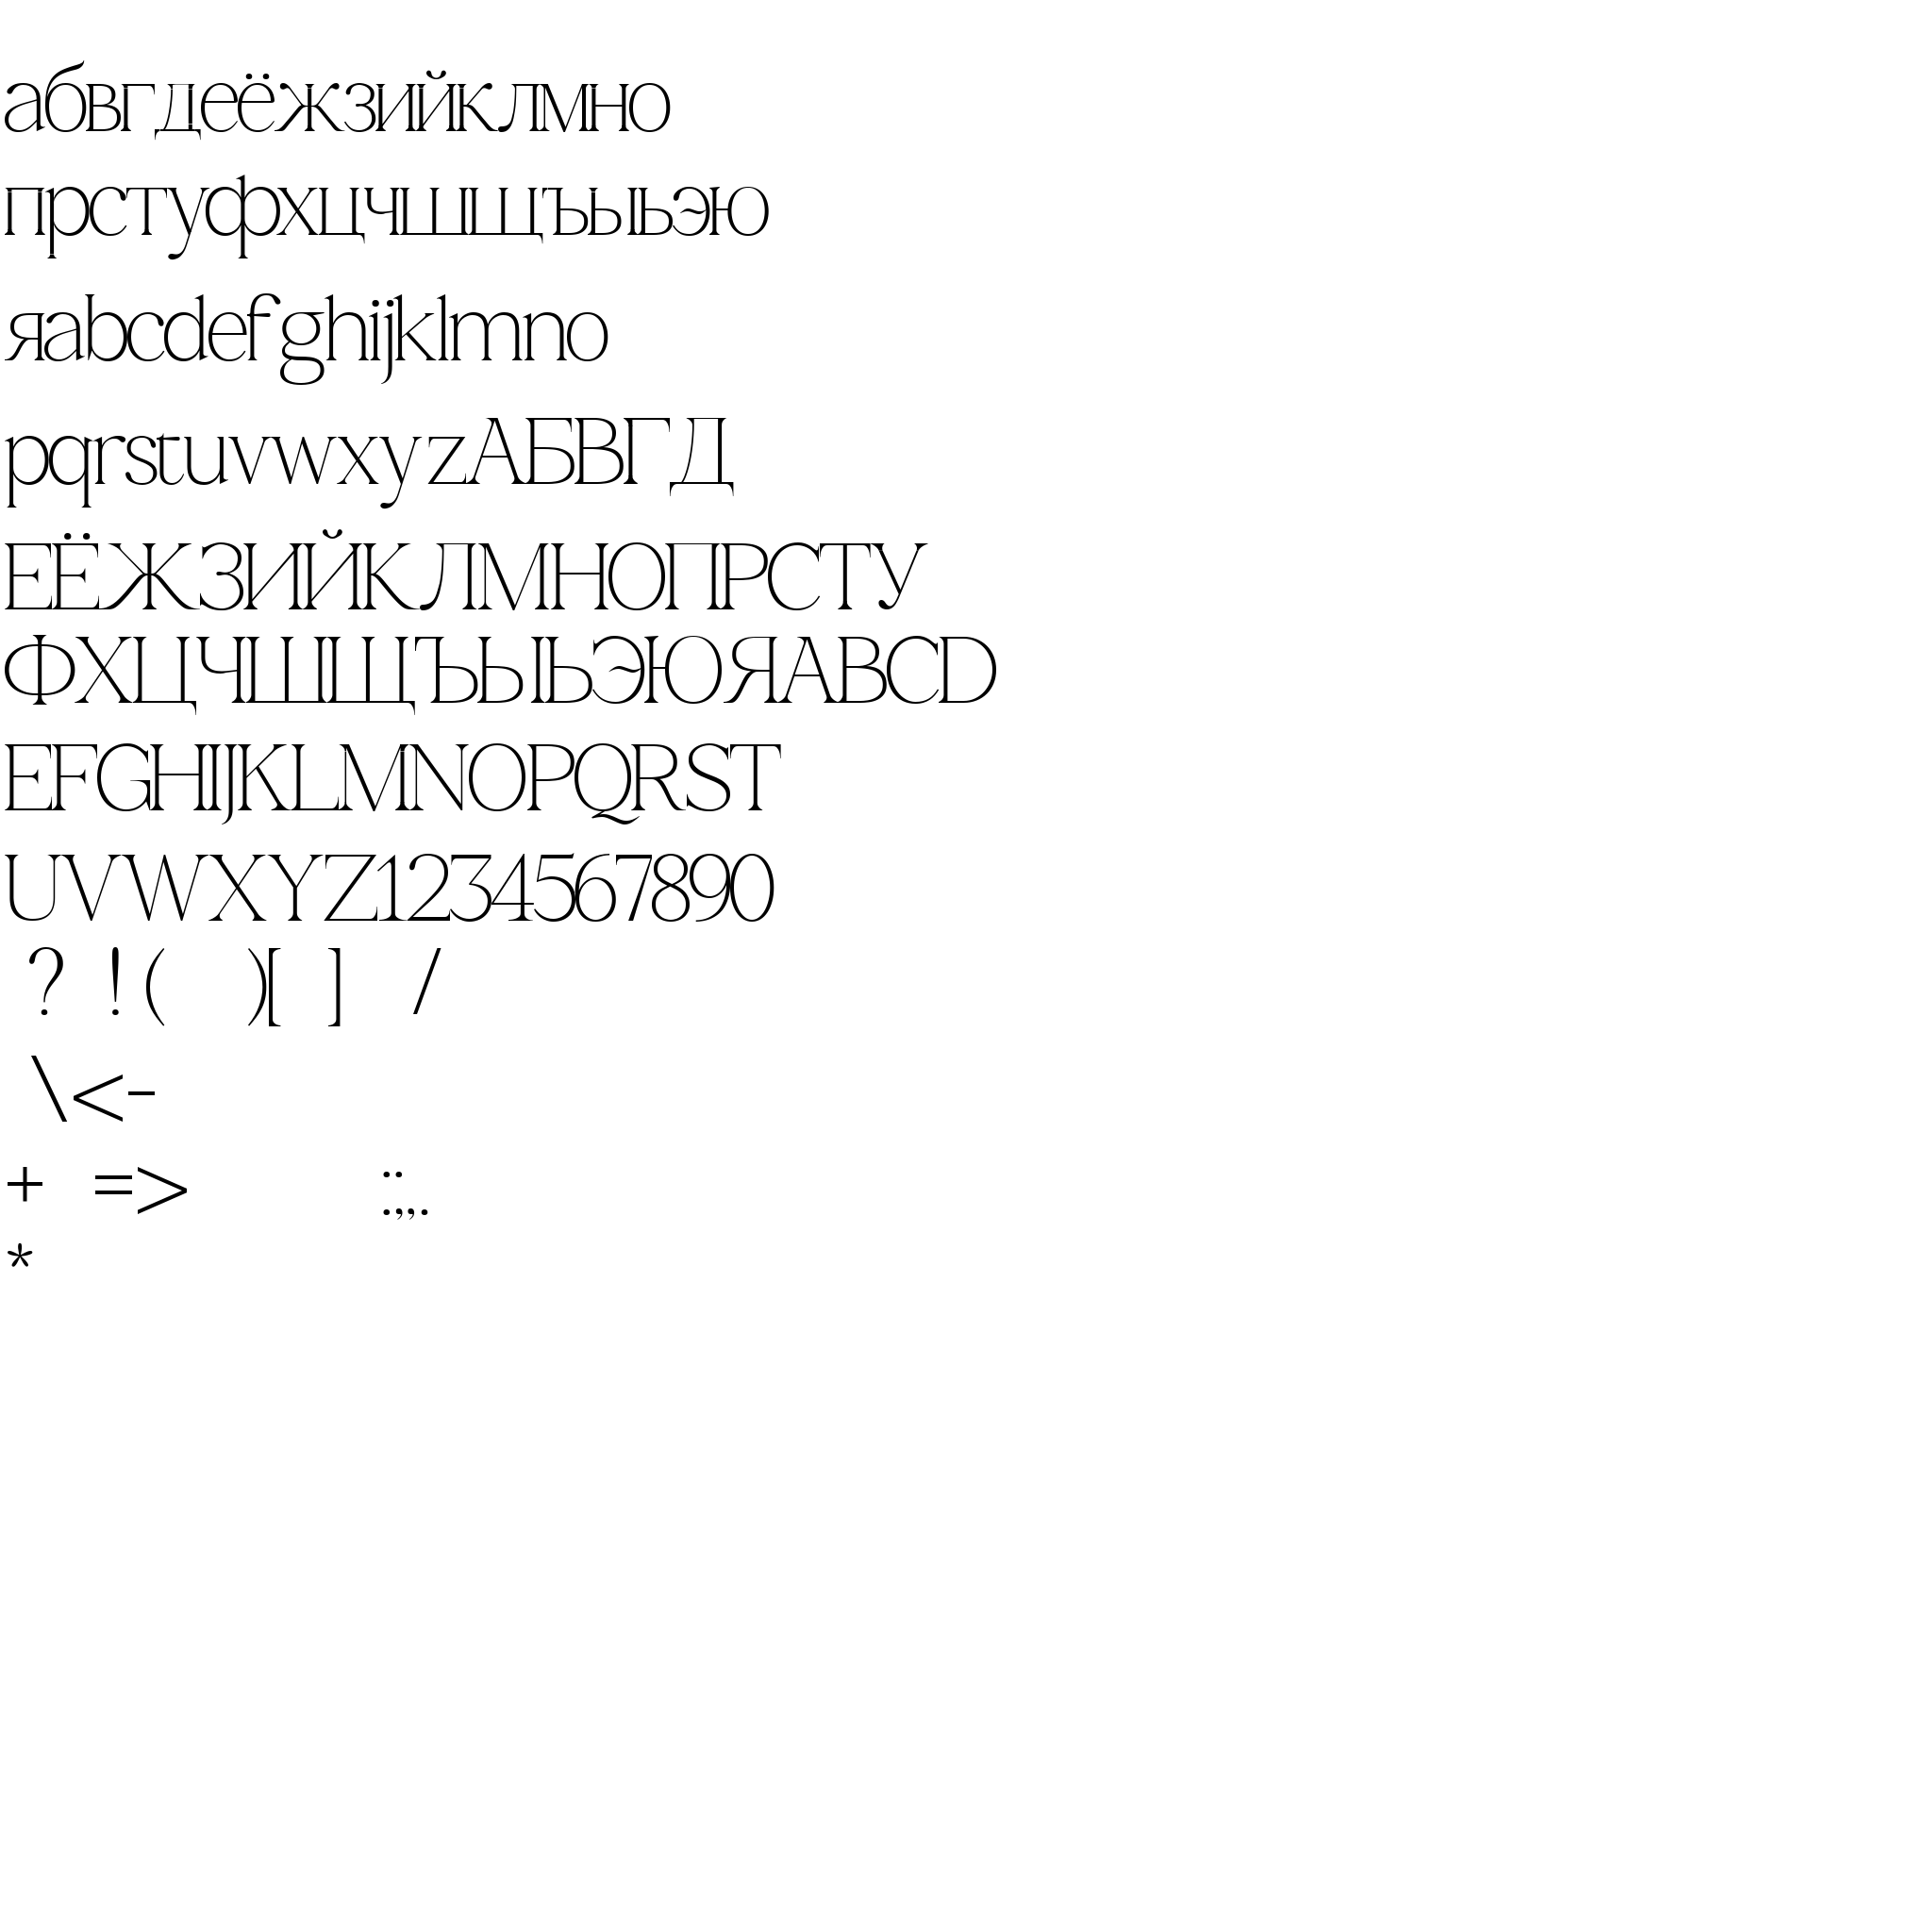 абвгдеёжзийклмно
прстуфхцчшщъыьэю
яabcdefghijklmno
pqrstuvwxyzАБВГД
ЕЁЖЗИЙКЛМНОПРСТУ
ФХЦЧШЩЪЫЬЭЮЯABCD
EFGHIJKLMNOPQRST
UVWXYZ1234567890
?!()[]/
\<-
+=>:;,.
*